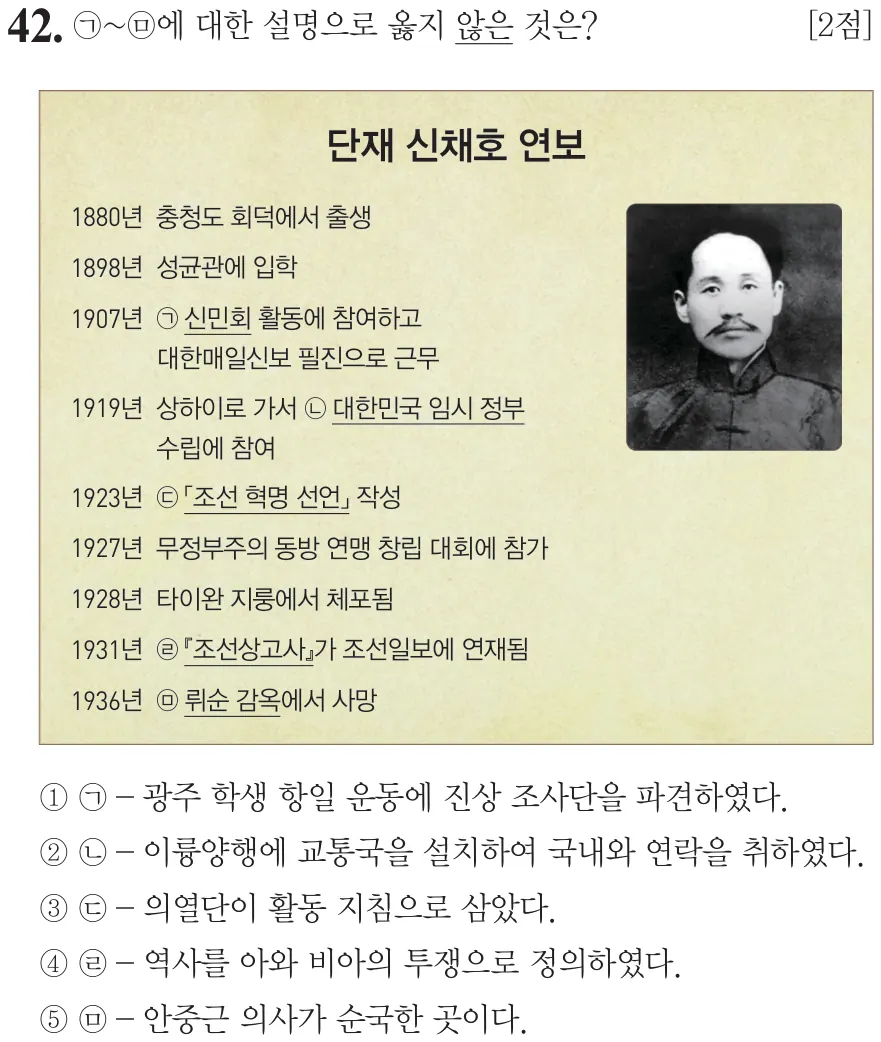 42. ㉠~㉤에 대한 설명으로 옳지 않은 것은? [2점]
단재 신채호 연보
1880년 충청도 회덕에서 출생
1898년 성균관에 입학
1907년 ㉠ 신민회 활동에 참여하고
대한매일신보 필진으로 근무
1919년 상하이로 가서 ㉡ 대한민국 임시 정부
수립에 참여
1923년 ㉢ 「조선 혁명 선언」 작성
1927년 무정부주의 동방 연맹 창립 대회에 참가
1928년 타이완 지룽에서 체포됨
1931년 ㉣ 『조선상고사』가 조선일보에 연재됨
1936년 ㉤ 뤼순 감옥에서 사망
① ㉠ – 광주 학생 항일 운동에 진상 조사단을 파견하였다.
② ㉡ – 이륭양행에 교통국을 설치하여 국내와 연락을 취하였다.
③ ㉢ – 의열단이 활동 지침으로 삼았다.
④ ㉣ – 역사를 아와 비아의 투쟁으로 정의하였다.
⑤ ㉤ – 안중근 의사가 순국한 곳이다.